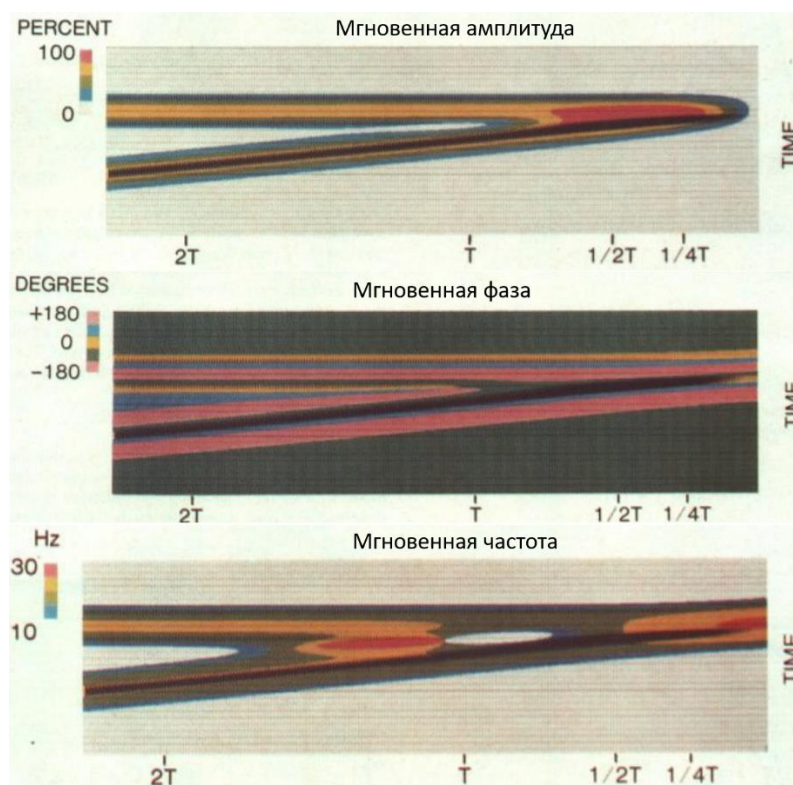 PERCENT
Мгновенная амплитуда
100
0
TIME
2T
T
1/2T
1/4T
DEGREES
Мгновенная фаза
+180
0
-180
TIME
2T
T
1/2T
1/4T
Hz
Мгновенная частота
30
10
TIME
2T
T
1/2T
1/4T